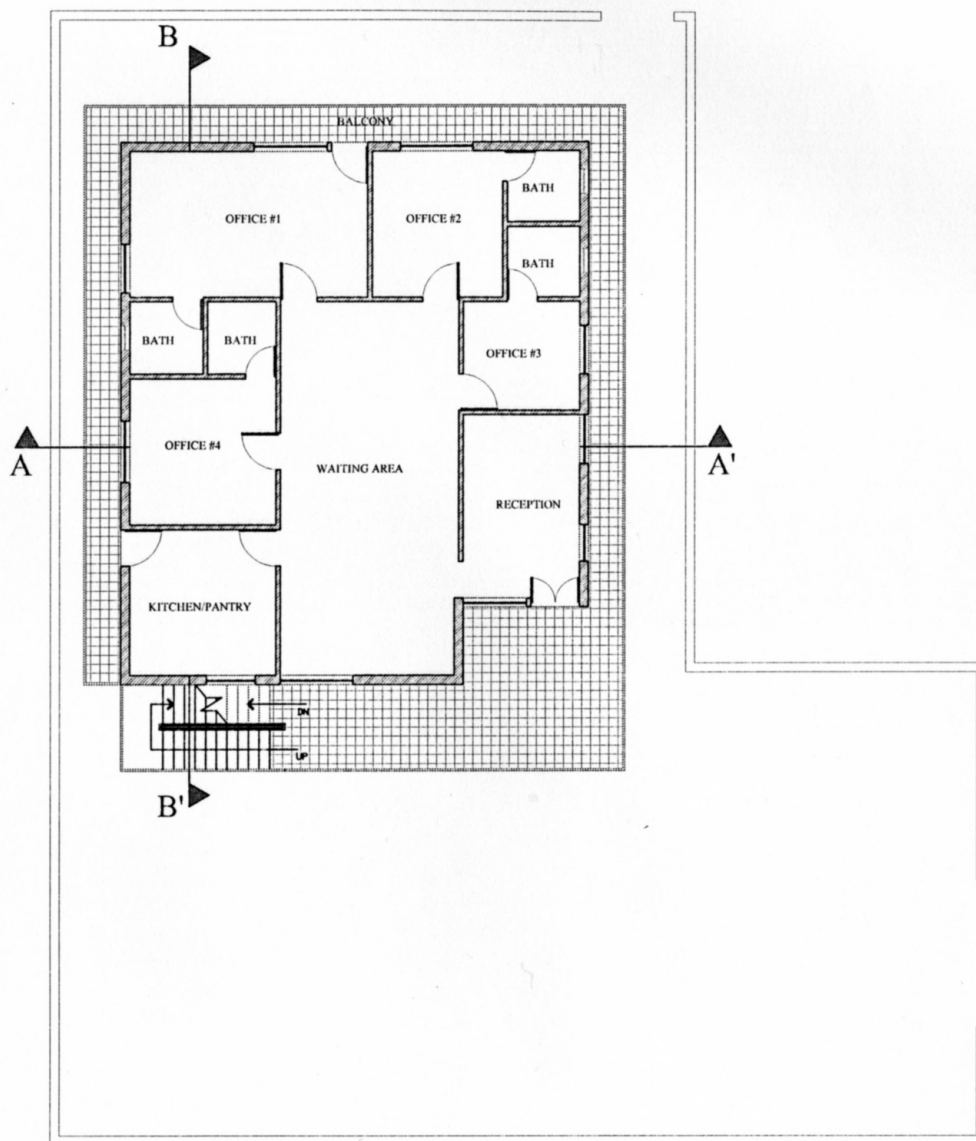 B
BALCONY
OFFICE #1
OFFICE #2
BATH
BATH
BATH
BATH
OFFICE #3
OFFICE #4
A
A'
WAITING AREA
RECEPTION
KITCHEN/PANTRY
DN
UP
B'